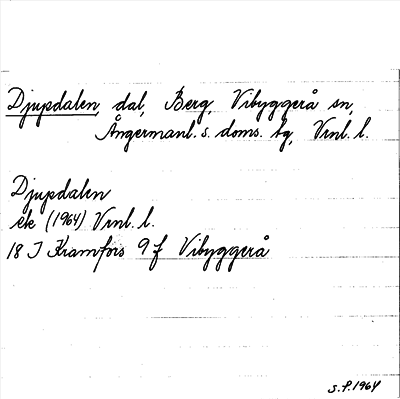 Djupdalen, dal, Berg, Vibyggerå sn,
Ångermanl. s. doms. tg, Vnl. l.
Djupdalen
ek (1964) Vnl. l.
18 J Kramfors 9 f Vibyggerå
S.P. 1964